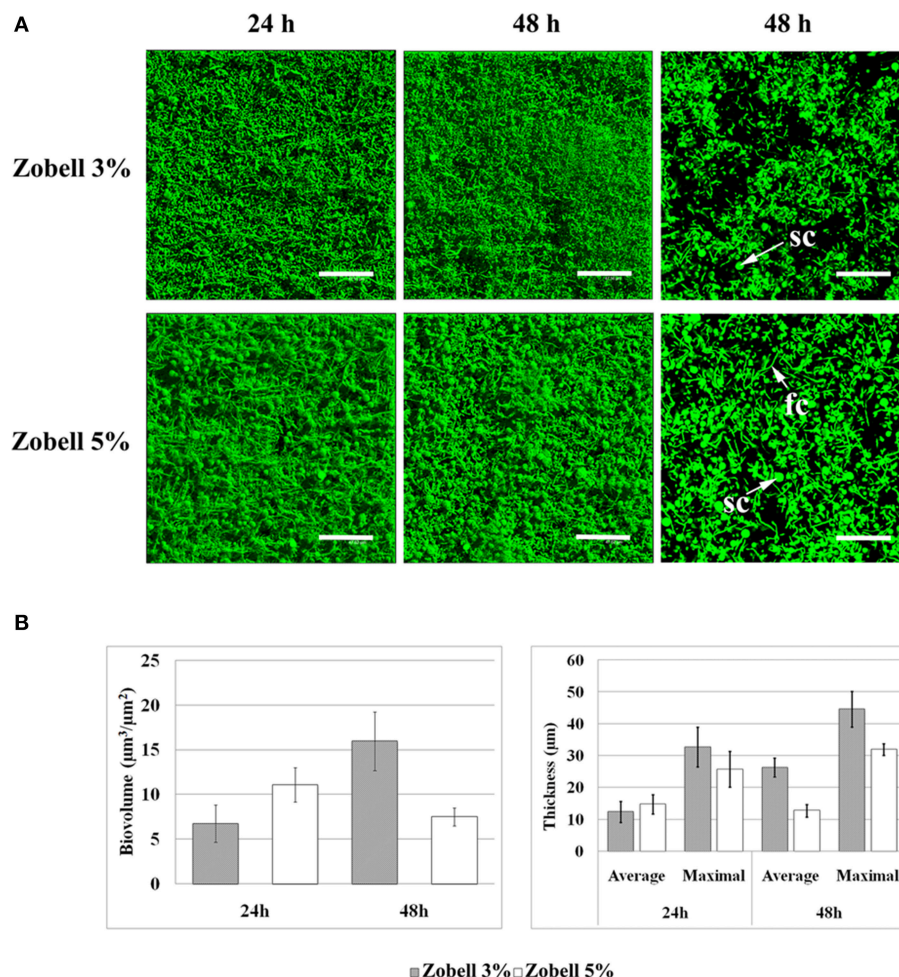 A
24 h 48 h 48 h
Zobell 3%
sc
Zobell 5%
fc
sc
B
25
20
15
10
5
0
Biovolume (µm³/µm²)
24h 48h
60
50
40
30
20
10
0
Thickness (µm)
Average Maximal Average Maximal
24h 48h
Zobell 3% Zobell 5%